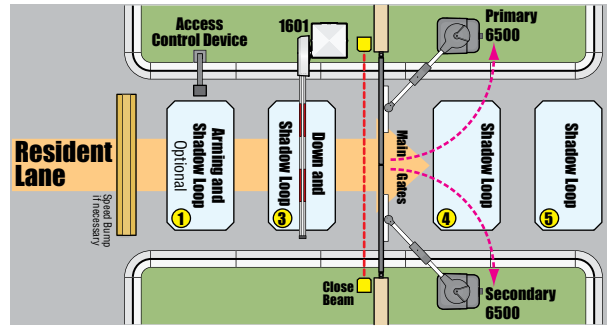 Access
Control Device
1601
Primary
6500
Resident
Lane
Speed Bump
if necessary
Arming and
Shadow Loop
Optional
1
Down and
Shadow Loop
3
Main
Gates
Shadow Loop
4
Shadow Loop
5
Close
Beam
Secondary
6500